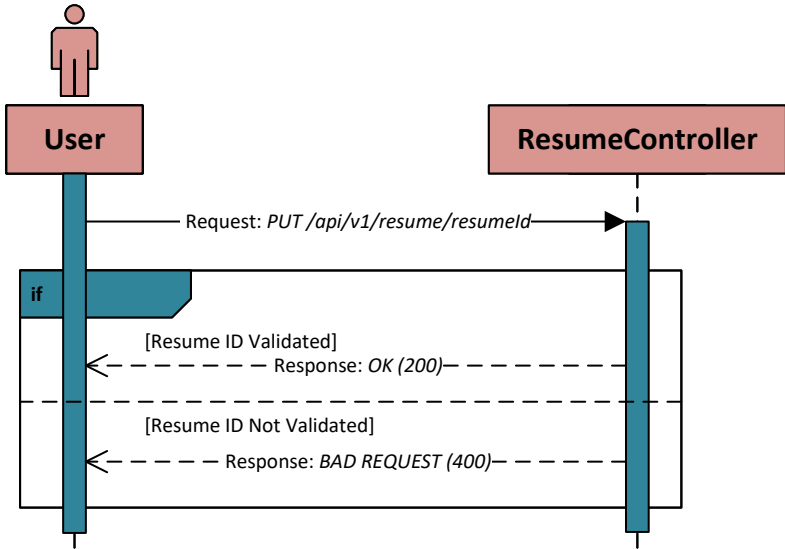 User
ResumeController
Request: PUT /api/v1/resume/resumeId
if
[Resume ID Validated]
Response: OK (200)
[Resume ID Not Validated]
Response: BAD REQUEST (400)